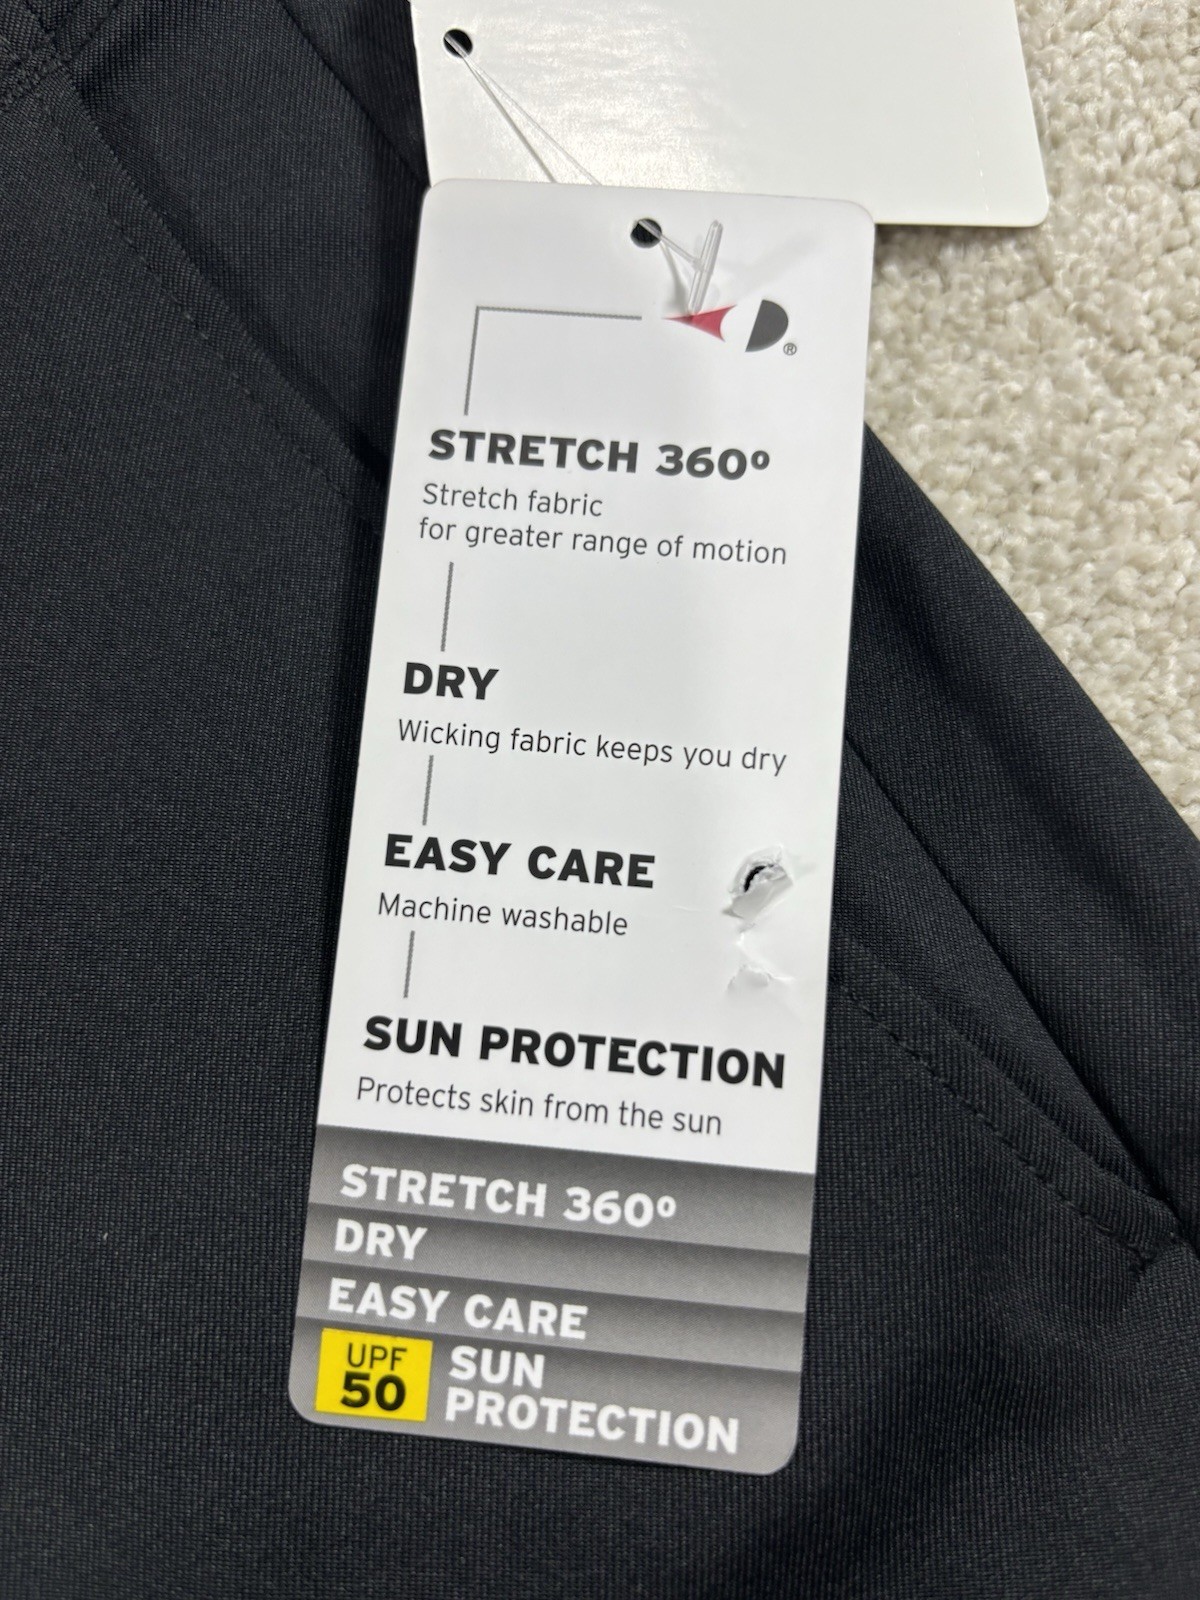 ®
STRETCH 360º
Stretch fabric
for greater range of motion
DRY
Wicking fabric keeps you dry
EASY CARE
Machine washable
SUN PROTECTION
Protects skin from the sun
STRETCH 360º
DRY
EASY CARE
UPF
50
SUN
PROTECTION